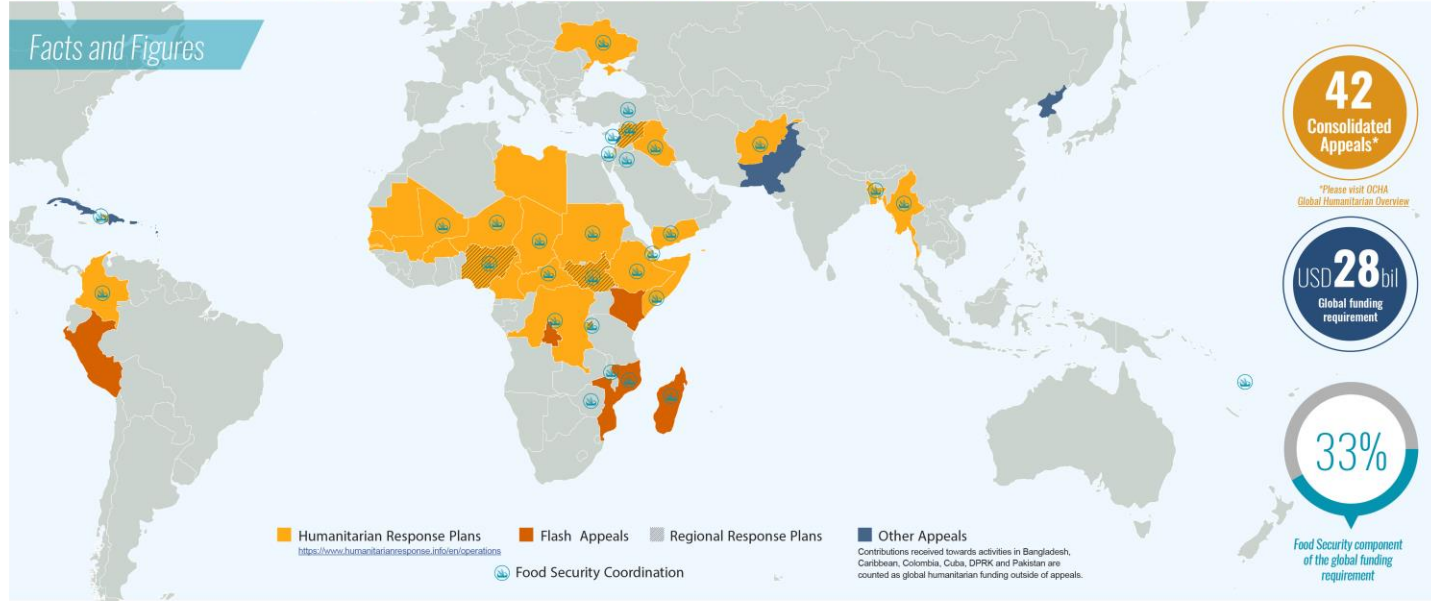 Facts and Figures
42
Consolidated
Appeals*
*Please visit OCHA
Global Humanitarian Overview
USD 28 bil
Global funding
requirement
33%
Food Security component
of the global funding
requirement
Humanitarian Response Plans
https://www.humanitarianresponse.info/en/operations
Flash Appeals
Regional Response Plans
Other Appeals
Contributions received towards activities in Bangladesh,
Caribbean, Colombia, Cuba, DPRK and Pakistan are
counted as global humanitarian funding outside of appeals.
Food Security Coordination